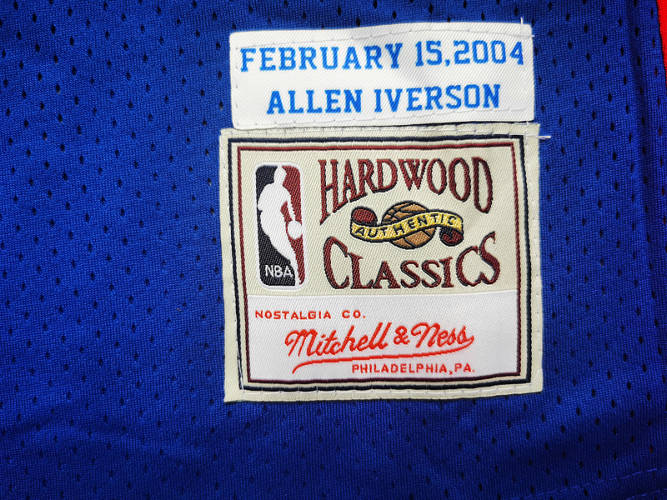 FEBRUARY 15,2004
ALLEN IVERSON
HARDWOOD
AUTHENTIC
CLASSICS
NBA
NOSTALGIA CO.
Mitchell & Ness
PHILADELPHIA, PA.